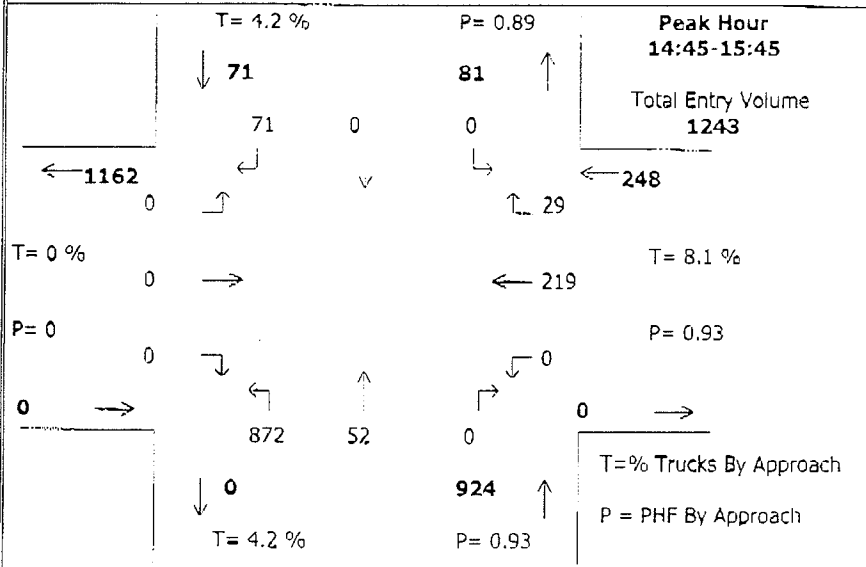 T= 4.2 % P= 0.89 Peak Hour
14:45-15:45
71 81
Total Entry Volume
71 0 0 1243
1162 248
0 29
T= 0 % T= 8.1 %
0 219
P= 0 P= 0.93
0 0
0 0
872 52 0
T=% Trucks By Approach
0 924
P = PHF By Approach
T= 4.2 % P= 0.93